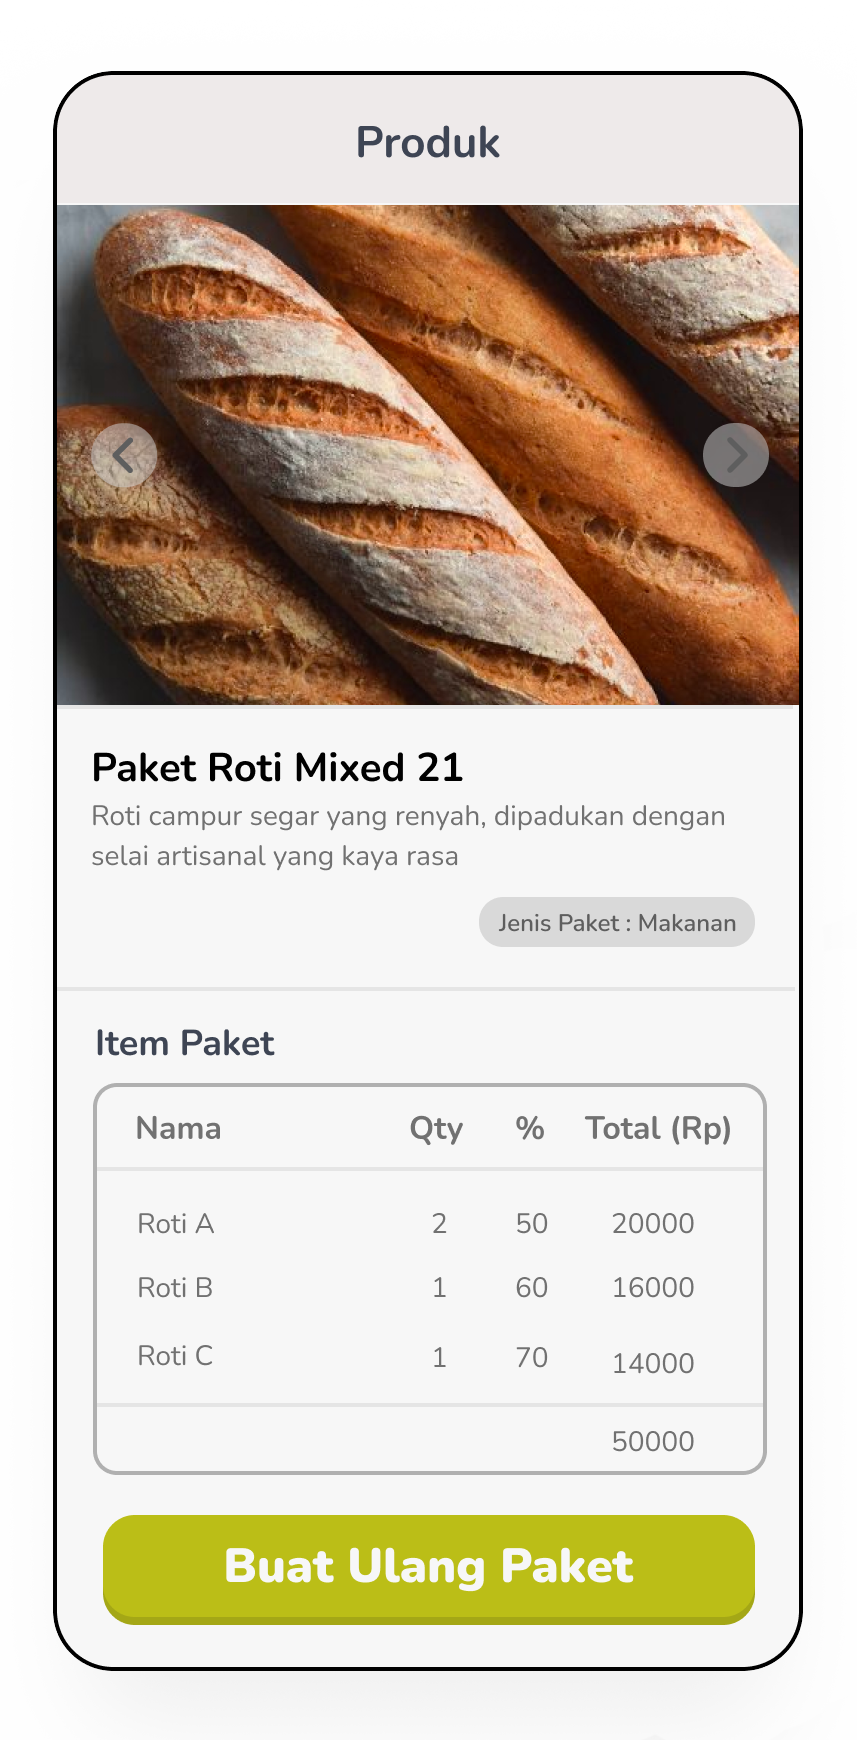 Produk
Paket Roti Mixed 21
Roti campur segar yang renyah, dipadukan dengan
selai artisanal yang kaya rasa
Jenis Paket : Makanan
Item Paket
Nama Qty % Total (Rp)
Roti A 2 50 20000
Roti B 1 60 16000
Roti C 1 70 14000
50000
Buat Ulang Paket